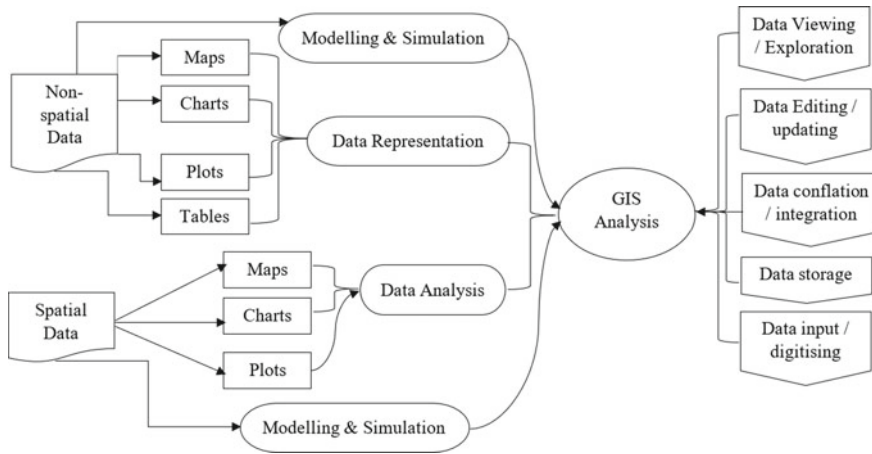 Modelling & Simulation
Maps
Non-
spatial
Data
Charts
Data Representation
Plots
Tables
Maps
Spatial
Data
Charts
Data Analysis
Plots
Modelling & Simulation
GIS
Analysis
Data Viewing
/ Exploration
Data Editing /
updating
Data conflation
/ integration
Data storage
Data input /
digitising